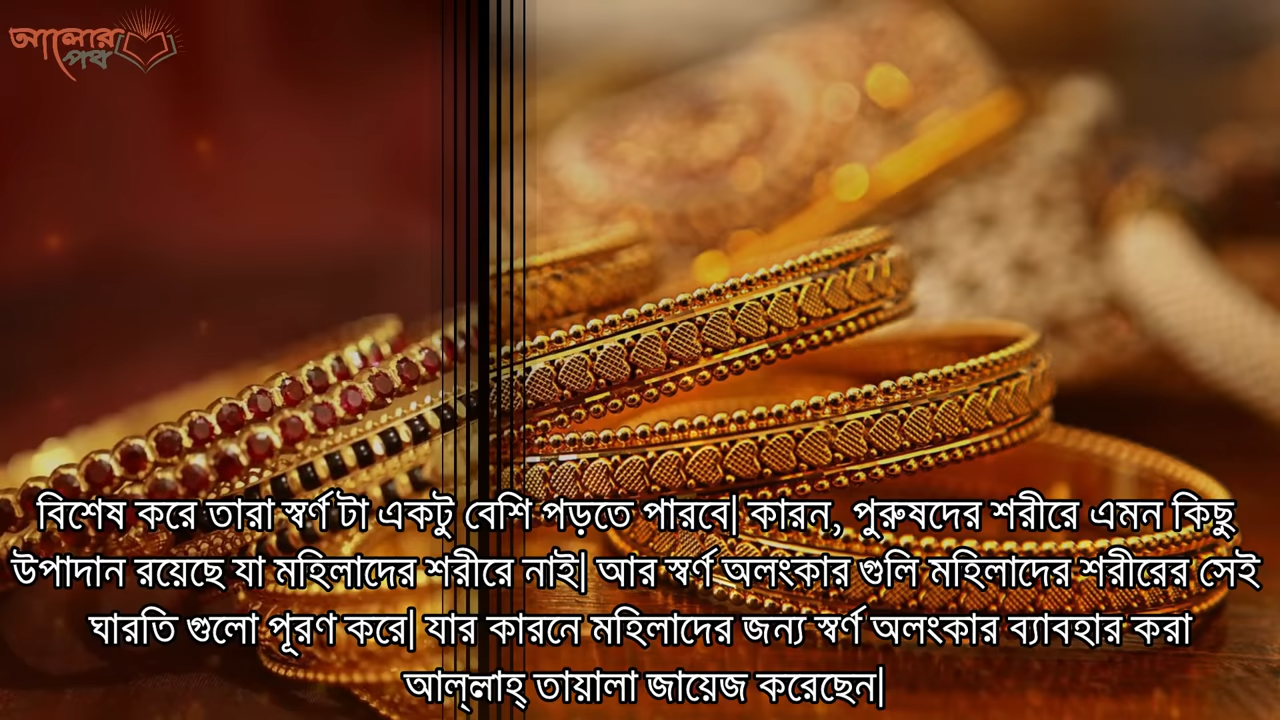 আলোর
পথ
বিশেষ করে তারা স্বর্ণ টা একটু বেশি পড়তে পারবে| কারন, পুরুষদের শরীরে এমন কিছু
উপাদান রয়েছে যা মহিলাদের শরীরে নাই| আর স্বর্ণ অলংকার গুলি মহিলাদের শরীরের সেই
ঘারতি গুলো পূরণ করে| যার কারনে মহিলাদের জন্য স্বর্ণ অলংকার ব্যাবহার করা
আল্লাহ্ তায়ালা জায়েজ করেছেন|